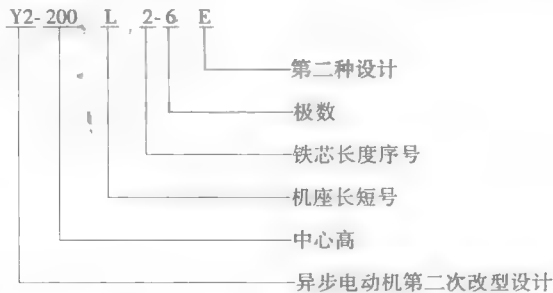 Y2-200 L 2-6 E
第二种设计
极数
铁芯长度序号
机座长短号
中心高
异步电动机第二次改型设计